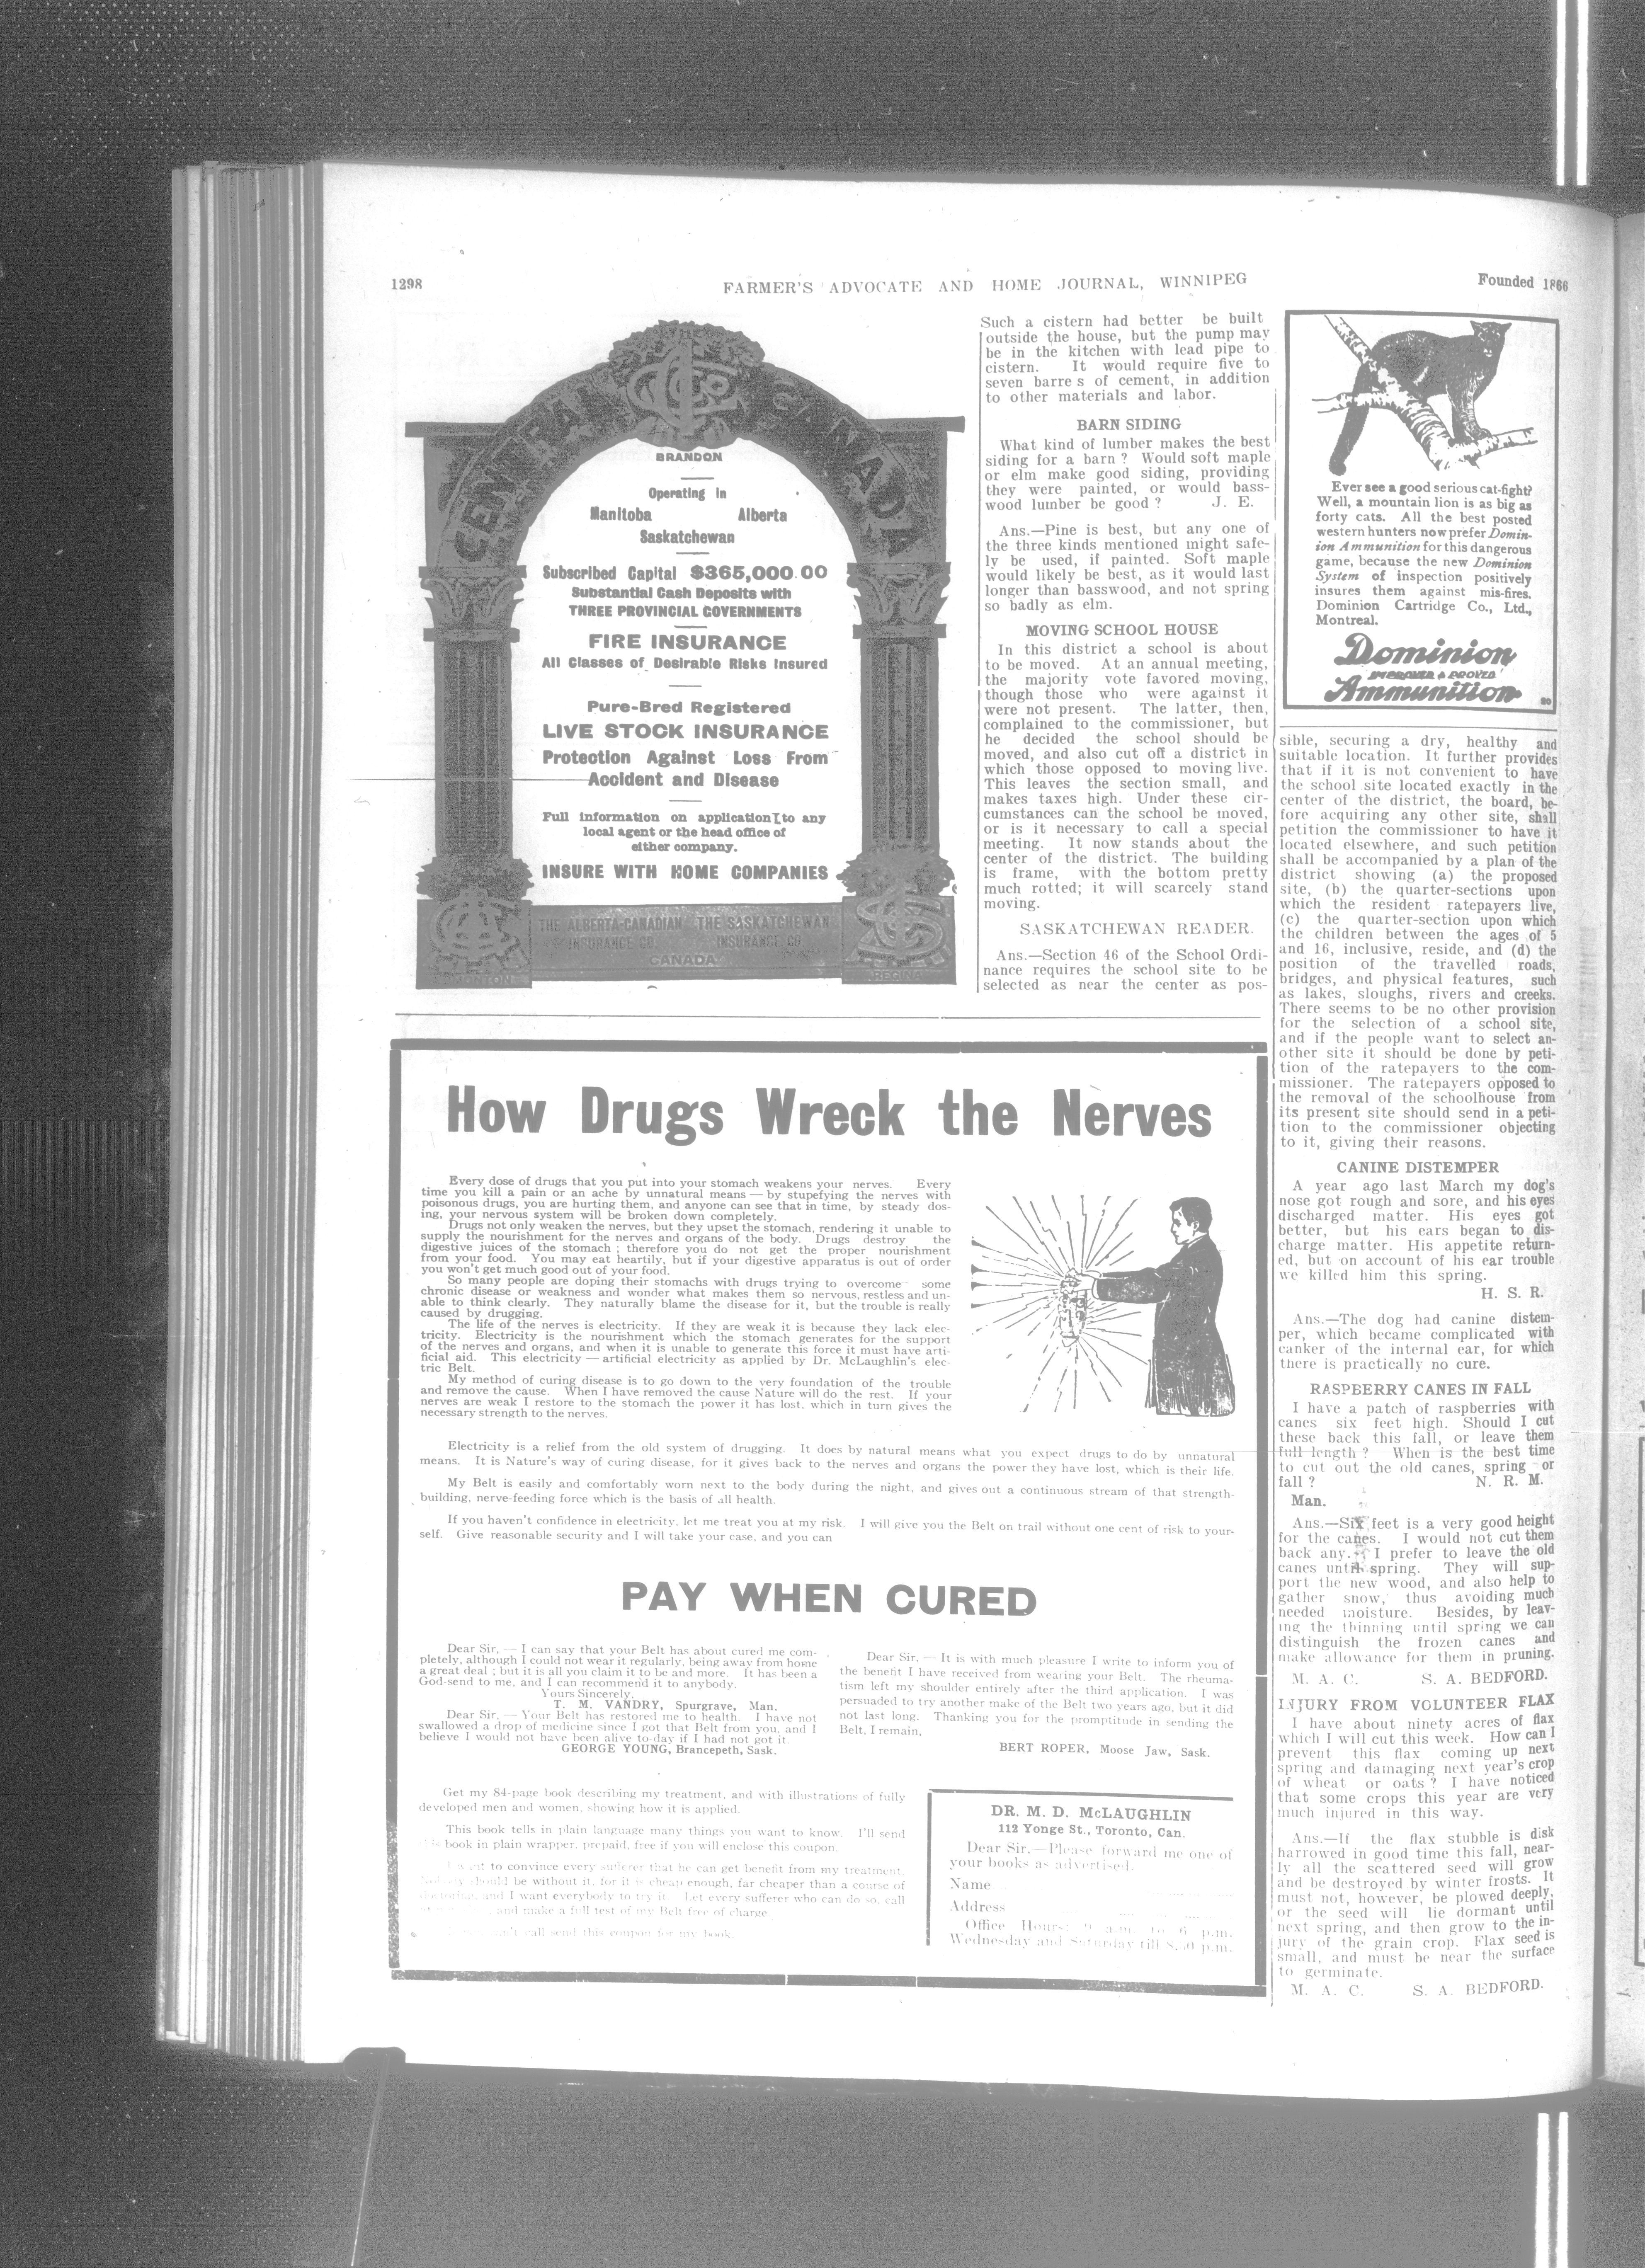 1298
FARMER'S ADVOCATE AND HOME JOURNAL, WINNIPEG
Founded 1866
THE
CENTRAL CANADA
BRANDON
Operating in
Manitoba Alberta
Saskatchewan
Subscribed Capital $365,000.00
Substantial Cash Deposits with
THREE PROVINCIAL GOVERNMENTS
FIRE INSURANCE
All Classes of Desirable Risks Insured
Pure-Bred Registered
LIVE STOCK INSURANCE
Protection Against Loss From
Accident and Disease
Full information on application to any
local agent or the head office of
either company.
INSURE WITH HOME COMPANIES
THE ALBERTA-CANADIAN INSURANCE CO.
THE SASKATCHEWAN INSURANCE CO.
CANADA
REGINA
Such a cistern had better be built
outside the house, but the pump may
be in the kitchen with lead pipe to
cistern. It would require five to
seven barre s of cement, in addition
to other materials and labor.
BARN SIDING
What kind of lumber makes the best
siding for a barn ? Would soft maple
or elm make good siding, providing
they were painted, or would bass-
wood lumber be good ? J. E.
Ans.—Pine is best, but any one of
the three kinds mentioned might safe-
ly be used, if painted. Soft maple
would likely be best, as it would last
longer than basswood, and not spring
so badly as elm.
MOVING SCHOOL HOUSE
In this district a school is about
to be moved. At an annual meeting,
the majority vote favored moving,
though those who were against it
were not present. The latter, then,
complained to the commissioner, but
he decided the school should be
moved, and also cut off a district in
which those opposed to moving live.
This leaves the section small, and
makes taxes high. Under these cir-
cumstances can the school be moved,
or is it necessary to call a special
meeting. It now stands about the
center of the district. The building
is frame, with the bottom pretty
much rotted; it will scarcely stand
moving.
SASKATCHEWAN READER.
Ans.—Section 46 of the School Ordi-
nance requires the school site to be
selected as near the center as pos-
Ever see a good serious cat-fight?
Well, a mountain lion is as big as
forty cats. All the best posted
western hunters now prefer Domin-
ion Ammunition for this dangerous
game, because the new Dominion
System of inspection positively
insures them against mis-fires.
Dominion Cartridge Co., Ltd.,
Montreal.
Dominion
IMPROVED & PROVED
Ammunition
sible, securing a dry, healthy and
suitable location. It further provides
that if it is not convenient to have
the school site located exactly in the
center of the district, the board, be-
fore acquiring any other site, shall
petition the commissioner to have it
located elsewhere, and such petition
shall be accompanied by a plan of the
district showing (a) the proposed
site, (b) the quarter-sections upon
which the resident ratepayers live,
(c) the quarter-section upon which
the children between the ages of 5
and 16, inclusive, reside, and (d) the
position of the travelled roads,
bridges, and physical features, such
as lakes, sloughs, rivers and creeks.
There seems to be no other provision
for the selection of a school site,
and if the people want to select an-
other site it should be done by peti-
tion of the ratepayers to the com-
missioner. The ratepayers opposed to
the removal of the schoolhouse from
its present site should send in a peti-
tion to the commissioner objecting
to it, giving their reasons.
CANINE DISTEMPER
A year ago last March my dog's
nose got rough and sore, and his eyes
discharged matter. His eyes got
better, but his ears began to dis-
charge matter. His appetite return-
ed, but on account of his ear trouble
we killed him this spring.
H. S. R.
Ans.—The dog had canine distem-
per, which became complicated with
canker of the internal ear, for which
there is practically no cure.
RASPBERRY CANES IN FALL
I have a patch of raspberries with
canes six feet high. Should I cut
these back this fall, or leave them
full length ? When is the best time
to cut out the old canes, spring or
fall ? N. R. M.
Man.
Ans.—Six feet is a very good height
for the canes. I would not cut them
back any. I prefer to leave the old
canes until spring. They will sup-
port the new wood, and also help to
gather snow, thus avoiding much
needed moisture. Besides, by leav-
ing the thinning until spring we can
distinguish the frozen canes and
make allowance for them in pruning.
M. A. C. S. A. BEDFORD.
INJURY FROM VOLUNTEER FLAX
I have about ninety acres of flax
which I will cut this week. How can I
prevent this flax coming up next
spring and damaging next year's crop
of wheat or oats ? I have noticed
that some crops this year are very
much injured in this way.
Ans.—If the flax stubble is disk
harrowed in good time this fall, near-
ly all the scattered seed will grow
and be destroyed by winter frosts. It
must not, however, be plowed deeply,
or the seed will lie dormant until
next spring, and then grow to the in-
jury of the grain crop. Flax seed is
small, and must be near the surface
to germinate.
M. A. C. S. A. BEDFORD.
How Drugs Wreck the Nerves
Every dose of drugs that you put into your stomach weakens your nerves. Every
time you kill a pain or an ache by unnatural means — by stupefying the nerves with
poisonous drugs, you are hurting them, and anyone can see that in time, by steady dos-
ing, your nervous system will be broken down completely.
Drugs not only weaken the nerves, but they upset the stomach, rendering it unable to
supply the nourishment for the nerves and organs of the body. Drugs destroy the
digestive juices of the stomach ; therefore you do not get the proper nourishment
from your food. You may eat heartily, but if your digestive apparatus is out of order
you won't get much good out of your food.
So many people are doping their stomachs with drugs trying to overcome some
chronic disease or weakness and wonder what makes them so nervous, restless and un-
able to think clearly. They naturally blame the disease for it, but the trouble is really
caused by drugging.
The life of the nerves is electricity. If they are weak it is because they lack elec-
tricity. Electricity is the nourishment which the stomach generates for the support
of the nerves and organs, and when it is unable to generate this force it must have arti-
ficial aid. This electricity — artificial electricity as applied by Dr. McLaughlin's elec-
tric Belt.
My method of curing disease is to go down to the very foundation of the trouble
and remove the cause. When I have removed the cause Nature will do the rest. If your
nerves are weak I restore to the stomach the power it has lost, which in turn gives the
necessary strength to the nerves.
Electricity is a relief from the old system of drugging. It does by natural means what you expect drugs to do by unnatural
means. It is Nature's way of curing disease, for it gives back to the nerves and organs the power they have lost, which is their life.
My Belt is easily and comfortably worn next to the body during the night, and gives out a continuous stream of that strength-
building, nerve-feeding force which is the basis of all health.
If you haven't confidence in electricity, let me treat you at my risk. I will give you the Belt on trail without one cent of risk to your-
self. Give reasonable security and I will take your case, and you can
PAY WHEN CURED
Dear Sir, — I can say that your Belt has about cured me com-
pletely, although I could not wear it regularly, being away from home
a great deal ; but it is all you claim it to be and more. It has been a
God-send to me, and I can recommend it to anybody.
Yours Sincerely,
T. M. VANDRY, Spurgrave, Man.
Dear Sir, — Your Belt has restored me to health. I have not
swallowed a drop of medicine since I got that Belt from you, and I
believe I would not have been alive to-day if I had not got it.
GEORGE YOUNG, Brancepeth, Sask.
Dear Sir, — It is with much pleasure I write to inform you of
the benefit I have received from wearing your Belt. The rheuma-
tism left my shoulder entirely after the third application. I was
persuaded to try another make of the Belt two years ago, but it did
not last long. Thanking you for the promptitude in sending the
Belt, I remain,
BERT ROPER, Moose Jaw, Sask.
Get my 84-page book describing my treatment, and with illustrations of fully
developed men and women, showing how it is applied.
This book tells in plain language many things you want to know. I'll send
this book in plain wrapper, prepaid, free if you will enclose this coupon.
I want to convince every sufferer that he can get benefit from my treatment.
Nobody should be without it, for it is cheap enough, far cheaper than a course of
doctoring, and I want everybody to try it. Let every sufferer who can do so, call
and make a full test of my Belt free of charge.
call send this coupon for my book.
DR. M. D. McLAUGHLIN
112 Yonge St., Toronto, Can.
Dear Sir,—Please forward me one of
your books as advertised.
Name
Address
Office Hours: 9 a.m. to 6 p.m.
Wednesday and Saturday till 8.30 p.m.